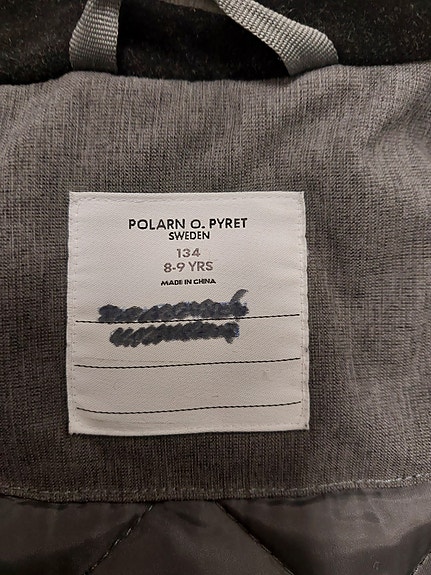 POLARN O. PYRET
SWEDEN
134
8-9 YRS
MADE IN CHINA